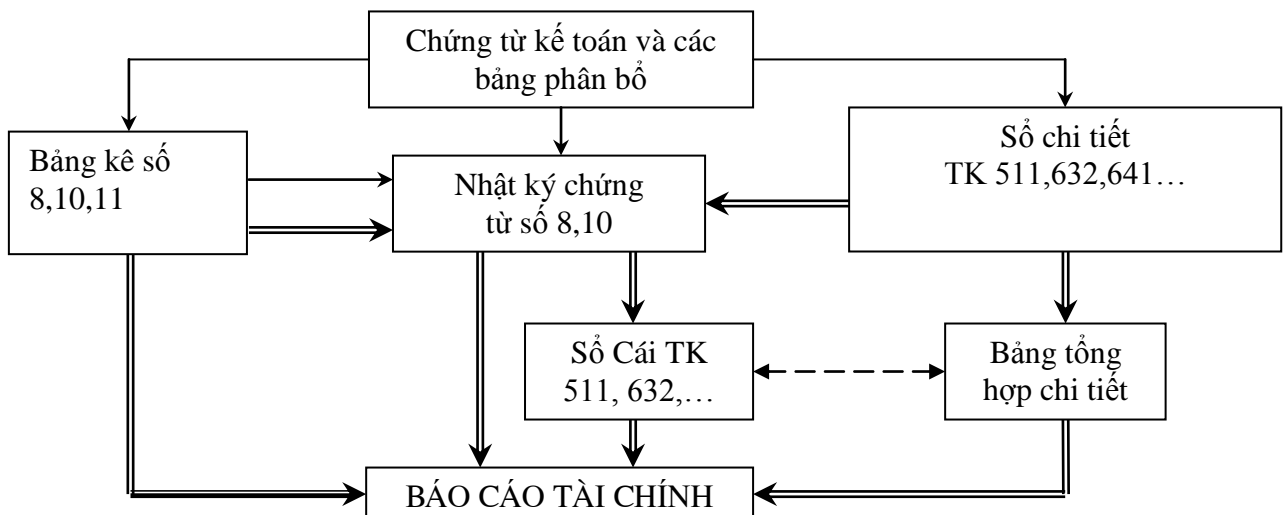 Chứng từ kế toán và các
bảng phân bổ
Bảng kê số
8,10,11
Nhật ký chứng
từ số 8,10
Sổ chi tiết
TK 511,632,641…
Sổ Cái TK
511, 632,…
Bảng tổng
hợp chi tiết
BÁO CÁO TÀI CHÍNH